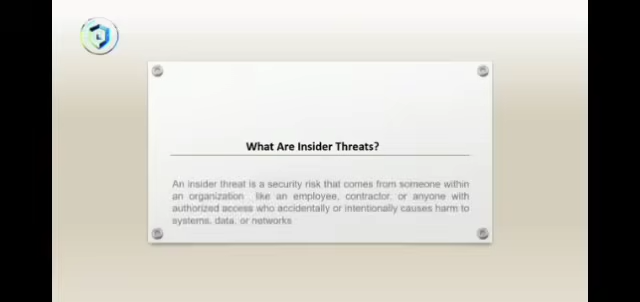 What Are Insider Threats?
An insider threat is a security risk that comes from someone within
an organization like an employee, contractor, or anyone with
authorized access who accidentally or intentionally causes harm to
systems, data, or networks